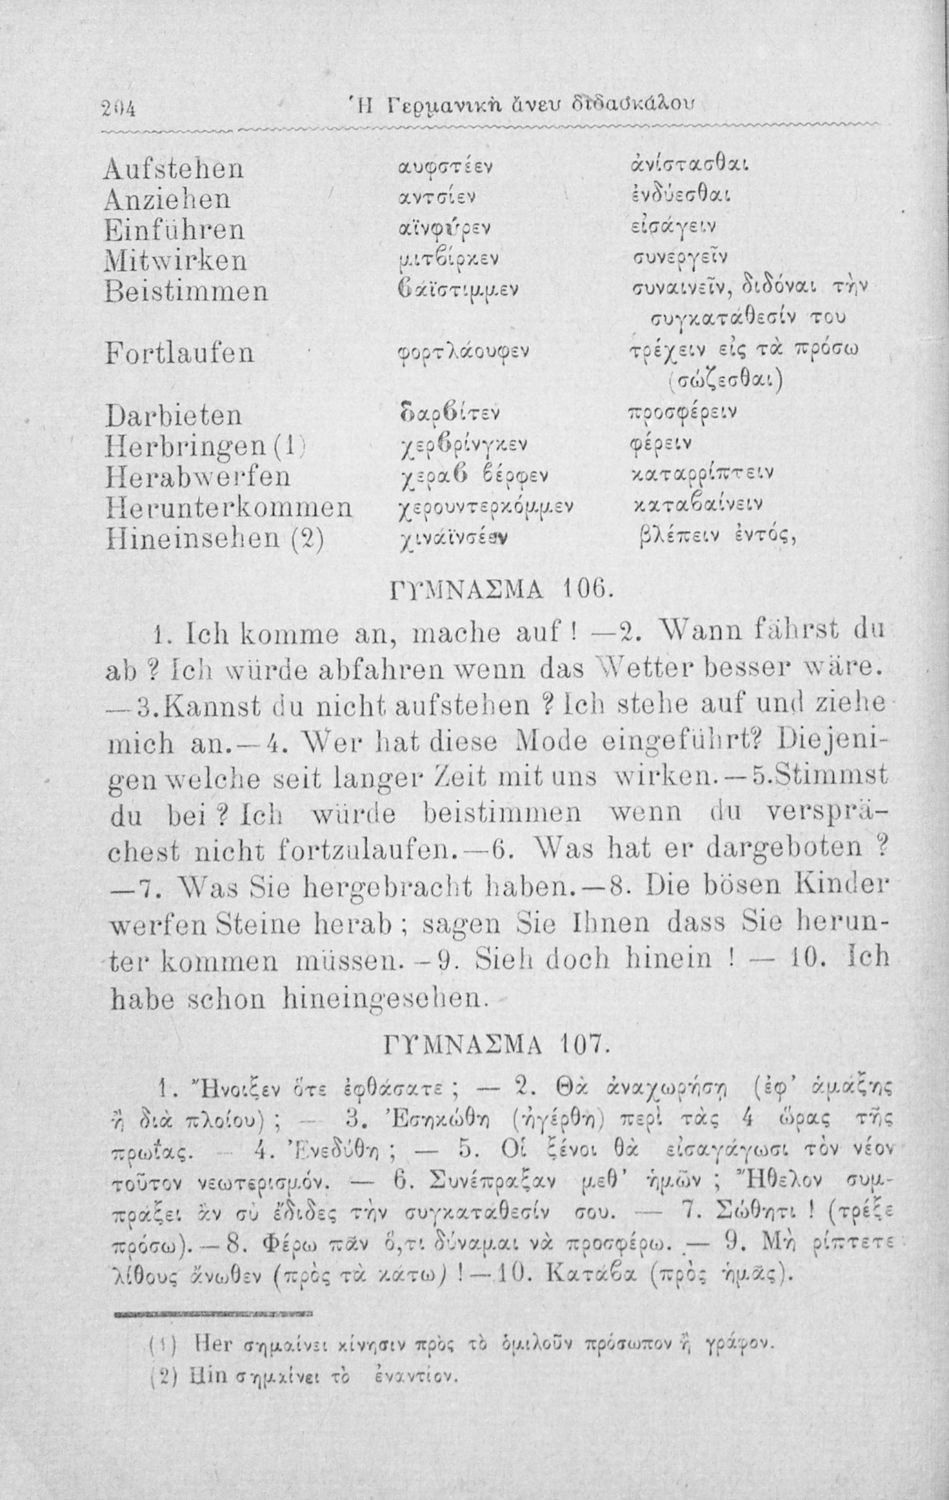 204 Ἡ Γερμανικὴ ἄνευ διδασκάλου
Aufstehen αυφστέεν ἀνίστασθαι
Anziehen αντσίεν ἐνδύεσθαι
Einführen αϊνφύρεν εἰσάγειν
Mitwirken μιτϐίρκεν συνεργεῖν
Beistimmen ϐάϊστιμμεν συναινεῖν, διδόναι τὴν
συγκατάθεσίν του
Fortlaufen φορτλάουφεν τρέχειν εἰς τὰ πρόσω
(σώζεσθαι)
Darbieten δαρϐίτεν προσφέρειν
Herbringen (1) χερϐρίνγκεν φέρειν
Herabwerfen χεραϐ ϐέρφεν καταρρίπτειν
Herunterkommen χερουντερκόμμεν καταϐαίνειν
Hineinsehen (2) χινάϊνσέεν βλέπειν ἐντός,
ΓΥΜΝΑΣΜΑ 106.
1. Ich komme an, mache auf ! —2. Wann fährst du
ab ? Ich würde abfahren wenn das Wetter besser wäre.
—3.Kannst du nicht aufstehen ? Ich stehe auf und ziehe
mich an.—4. Wer hat diese Mode eingeführt? Diejeni-
gen welche seit langer Zeit mit uns wirken.—5.Stimmst
du bei ? Ich würde beistimmen wenn du versprä-
chest nicht fortzulaufen.—6. Was hat er dargeboten ?
—7. Was Sie hergebracht haben.—8. Die bösen Kinder
werfen Steine herab ; sagen Sie Ihnen dass Sie herun-
ter kommen müssen. —9. Sieh doch hinein ! — 10. Ich
habe schon hineingesehen.
ΓΥΜΝΑΣΜΑ 107.
1. Ἤνοιξεν ὅτε ἐφθάσατε ; — 2. Θὰ ἀναχωρήσῃ (ἐφ' ἁμάξης
ἢ διὰ πλοίου) ; — 3. Ἐσηκώθη (ἠγέρθη) περὶ τὰς 4 ὥρας τῆς
πρωΐας. — 4. Ἐνεδύθη ; — 5. Οἱ ξένοι θὰ εἰσαγάγωσι τὸν νέον
τοῦτον νεωτερισμόν. — 6. Συνέπραξαν μεθ' ἡμῶν ; Ἤθελον συμ-
πράξει ἂν σὺ ἔδιδες τὴν συγκατάθεσίν σου. — 7. Σώθητι ! (τρέξε
πρόσω).—8. Φέρω πᾶν ὅ,τι δύναμαι νὰ προσφέρω. — 9. Μὴ ρίπτετε
λίθους ἄνωθεν (πρὸς τὰ κάτω) !—10. Κατάϐα (πρὸς ἡμᾶς).
(1) Her σημαίνει κίνησιν πρὸς τὸ ὁμιλοῦν πρόσωπον ἢ γράφον.
(2) Hin σημαίνει τὸ ἐναντίον.